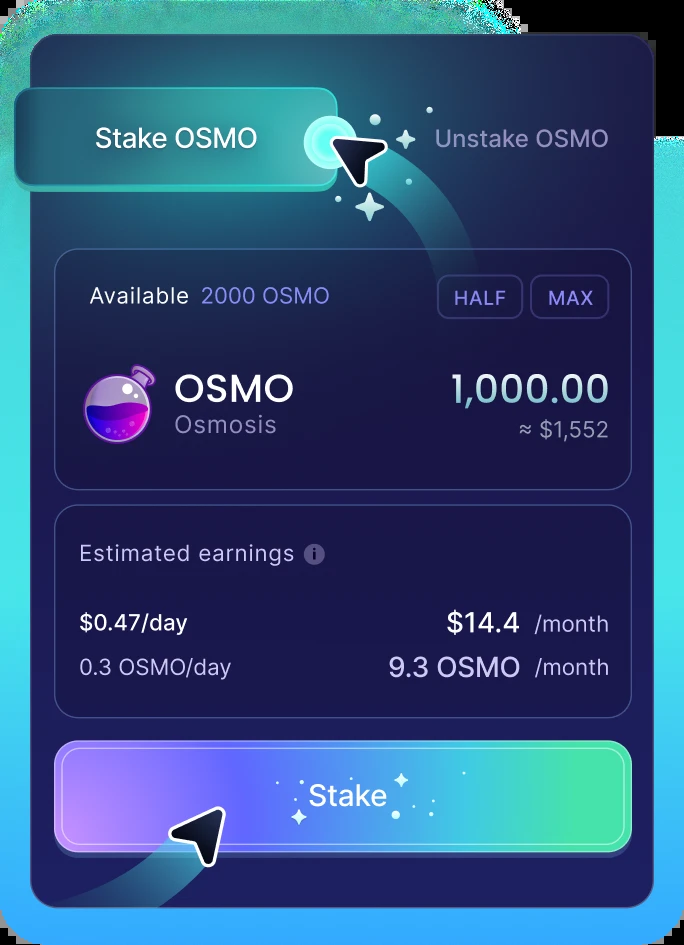 Stake OSMO Unstake OSMO
Available 2000 OSMO HALF MAX
OSMO 1,000.00
Osmosis ≈ $1,552
Estimated earnings i
$0.47/day $14.4 /month
0.3 OSMO/day 9.3 OSMO /month
Stake